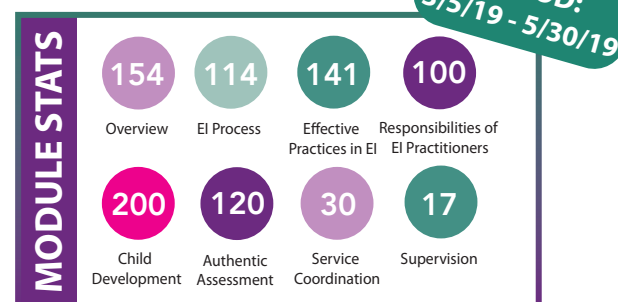 OD:
5/19 - 5/30/19
MODULE STATS
154
114
141
100
Overview
EI Process
Effective
Practices in EI
Responsibilities of
EI Practitioners
200
120
30
17
Child
Development
Authentic
Assessment
Service
Coordination
Supervision